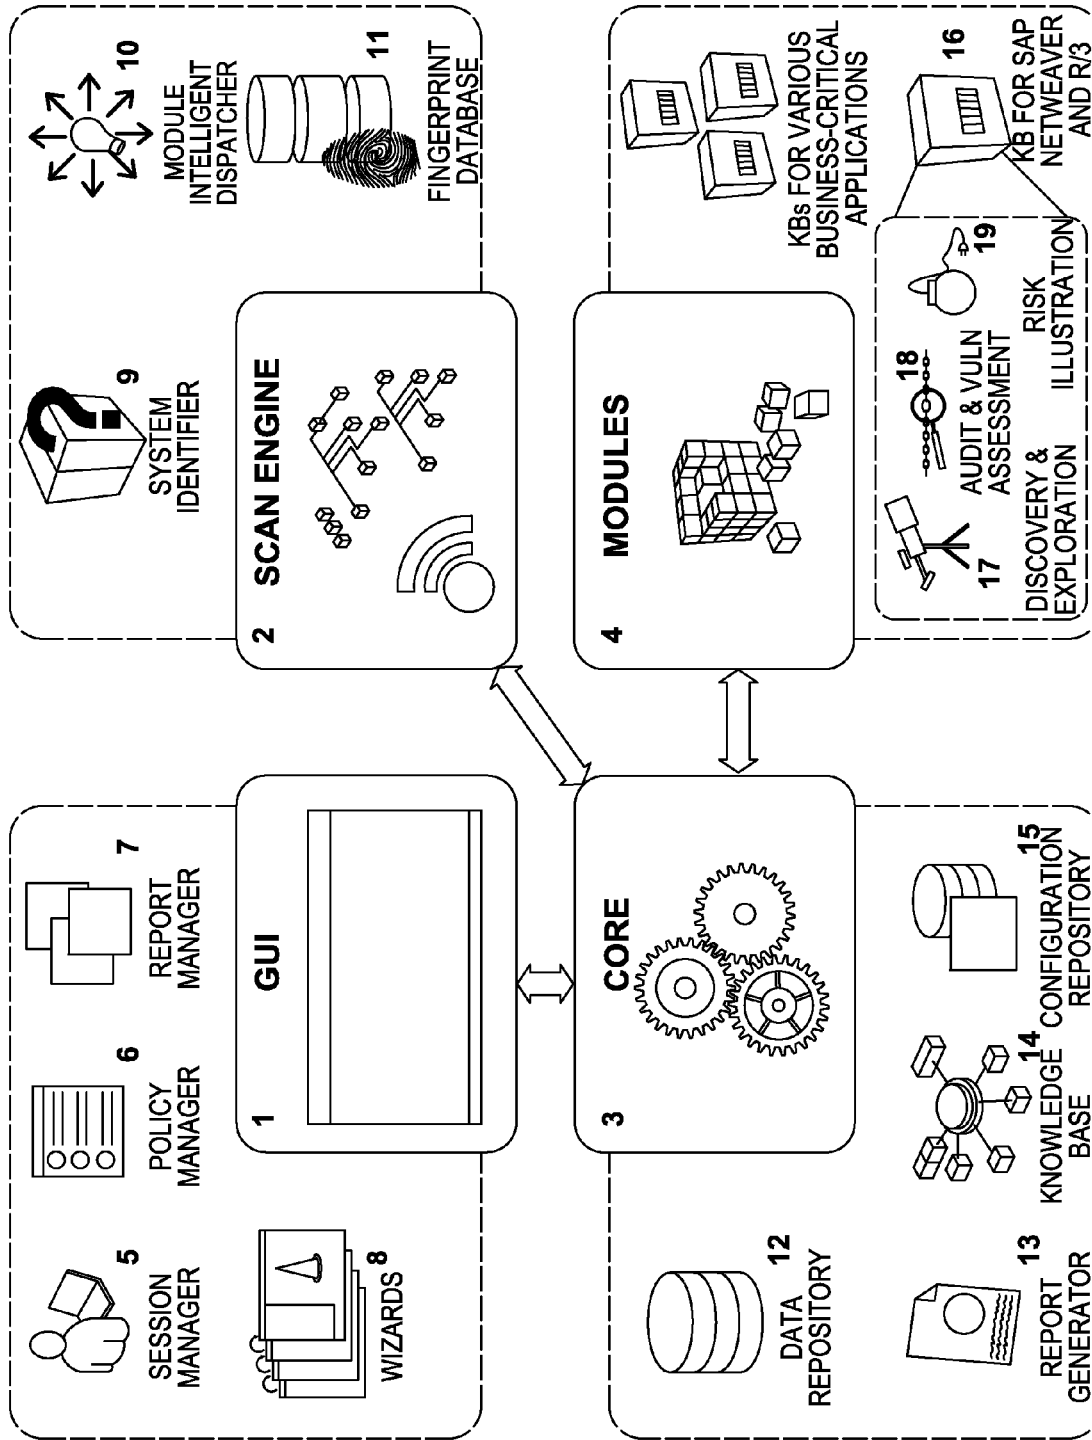 5
SESSION
MANAGER
6
POLICY
MANAGER
7
REPORT
MANAGER
8
WIZARDS
1
GUI
9
SYSTEM
IDENTIFIER
10
MODULE
INTELLIGENT
DISPATCHER
11
FINGERPRINT
DATABASE
2
SCAN ENGINE
3
CORE
12
DATA
REPOSITORY
13
REPORT
GENERATOR
14
KNOWLEDGE
BASE
15
CONFIGURATION
REPOSITORY
4
MODULES
KBs FOR VARIOUS
BUSINESS-CRITICAL
APPLICATIONS
16
KB FOR SAP
NETWEAVER
AND R/3
17
DISCOVERY &
EXPLORATION
18
AUDIT & VULN
ASSESSMENT
19
RISK
ILLUSTRATION